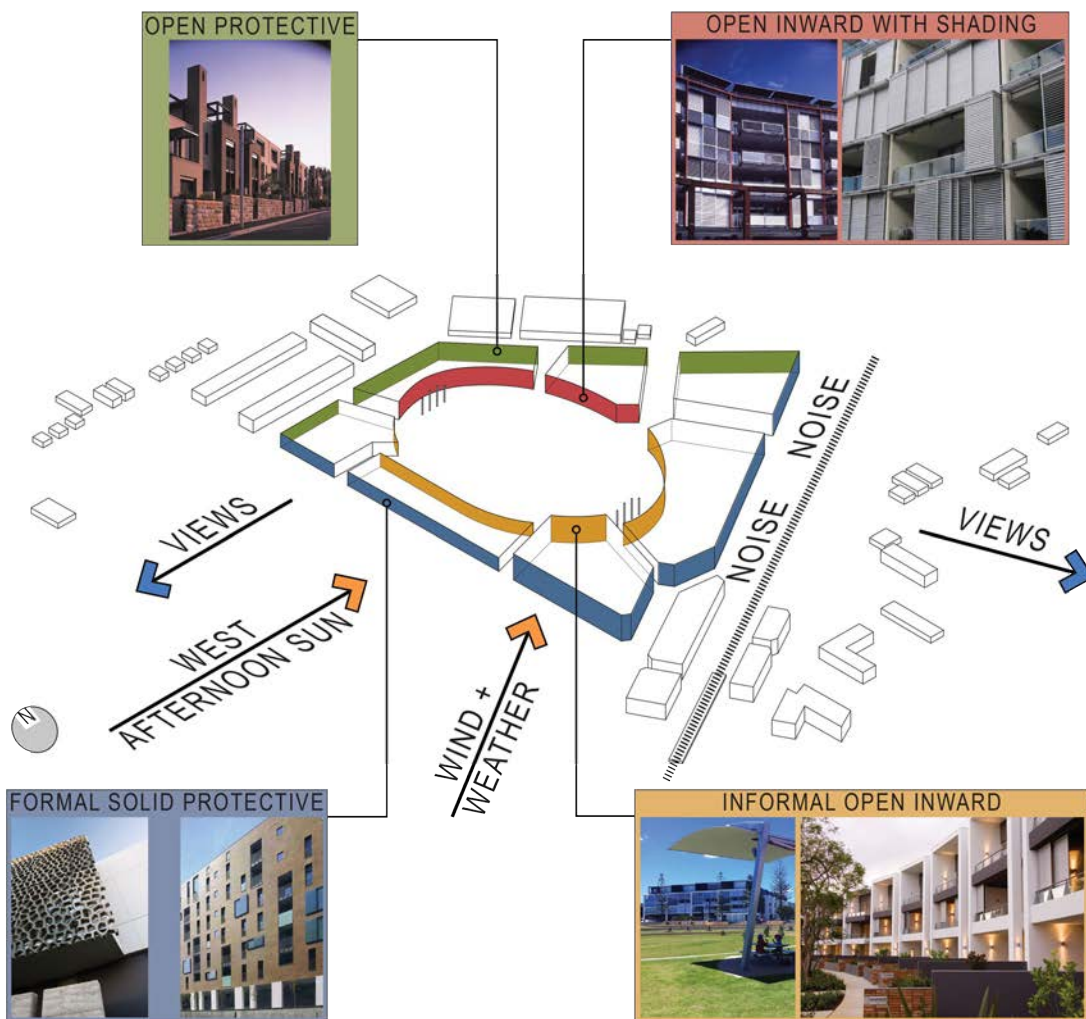 OPEN PROTECTIVE
OPEN INWARD WITH SHADING
NOISE
NOISE
VIEWS
VIEWS
WEST
AFTERNOON SUN
WIND +
WEATHER
N
FORMAL SOLID PROTECTIVE
INFORMAL OPEN INWARD